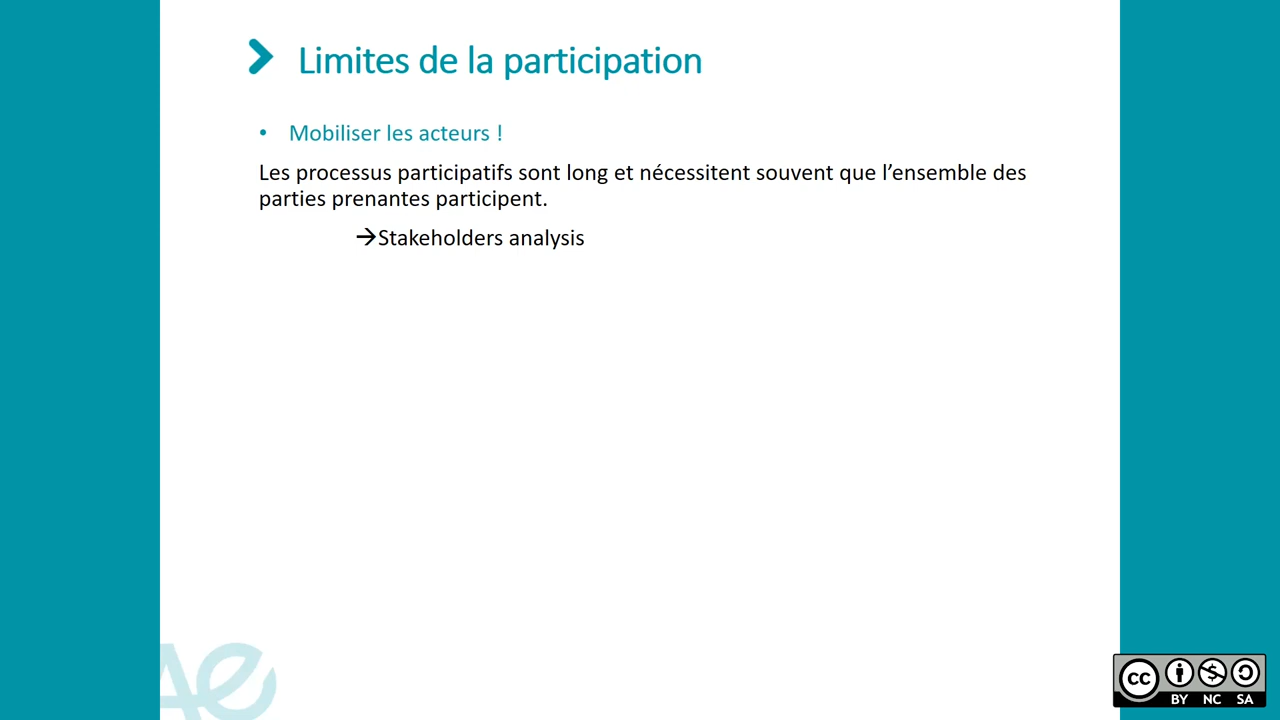 Limites de la participation
• Mobiliser les acteurs !
Les processus participatifs sont long et nécessitent souvent que l’ensemble des
parties prenantes participent.
→Stakeholders analysis
Ae
cc
BY NC SA